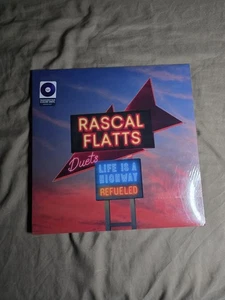 RASCAL
FLATTS
Duets
LIFE IS A
HIGHWAY
REFUELED